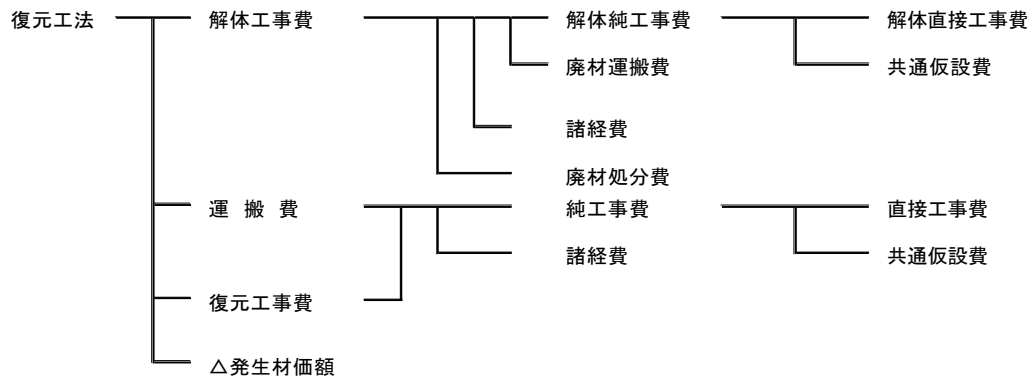 復元工法 解体工事費 解体純工事費 解体直接工事費
廃材運搬費 共通仮設費
諸経費
廃材処分費
運 搬 費 純工事費 直接工事費
諸経費 共通仮設費
復元工事費
△発生材価額